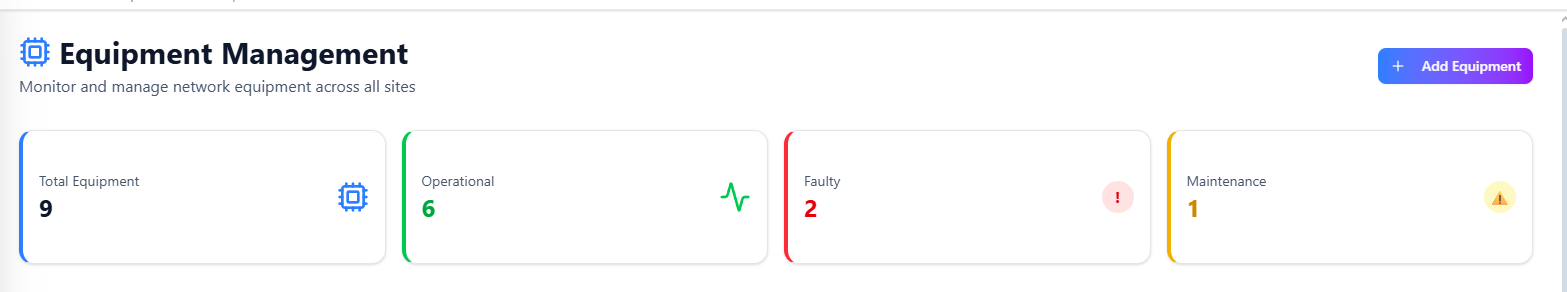 Equipment Management
Monitor and manage network equipment across all sites
+ Add Equipment
Total Equipment
9
Operational
6
Faulty
2
!
Maintenance
1